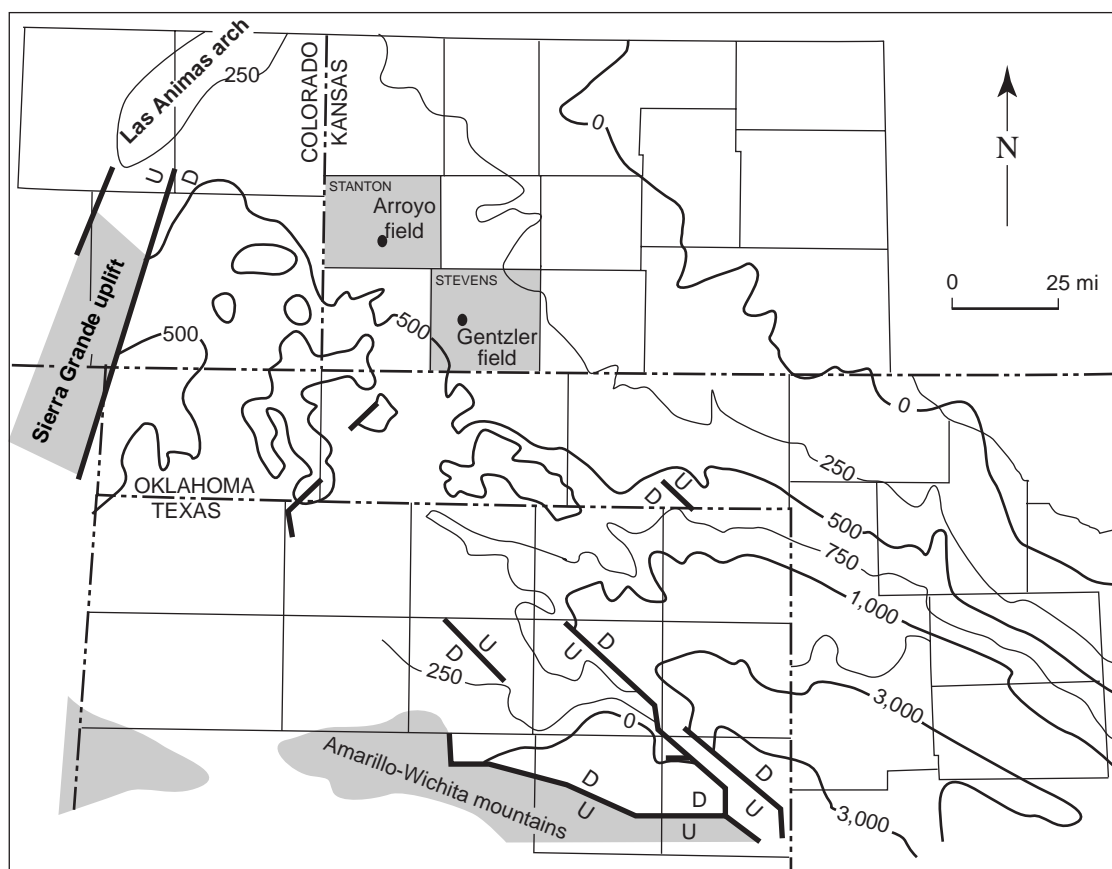 Las Animas arch
250
COLORADO
KANSAS
0
N
U
D
STANTON
Arroyo
field
STEVENS
Gentzler
field
0
25 mi
Sierra Grande uplift
500
500
0
250
OKLAHOMA
TEXAS
U
D
500
750
1,000
D
U
U
D
250
3,000
0
Amarillo-Wichita mountains
D
U
D
U
D
U
3,000